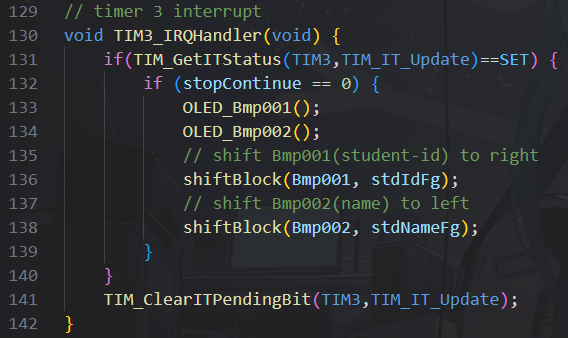 129 // timer 3 interrupt
130 void TIM3_IRQHandler(void) {
131     if(TIM_GetITStatus(TIM3,TIM_IT_Update)==SET) {
132         if (stopContinue == 0) {
133             OLED_Bmp001();
134             OLED_Bmp002();
135             // shift Bmp001(student-id) to right
136             shiftBlock(Bmp001, stdIdFg);
137             // shift Bmp002(name) to left
138             shiftBlock(Bmp002, stdNameFg);
139         }
140     }
141     TIM_ClearITPendingBit(TIM3,TIM_IT_Update);
142 }